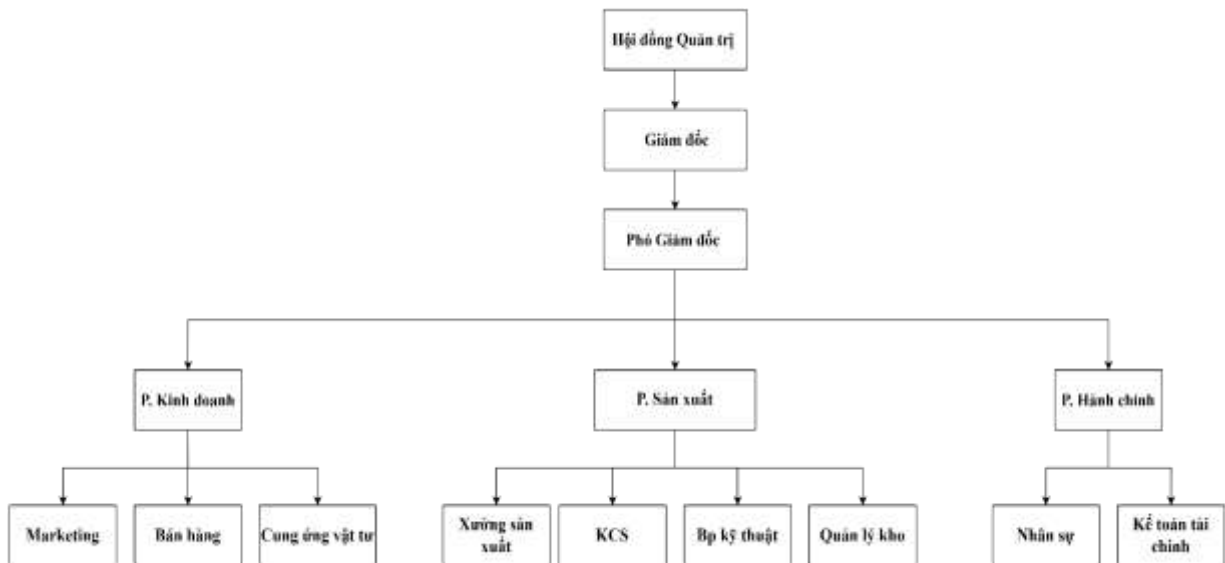 Hội đồng Quản trị
Giám đốc
Phó Giám đốc
P. Kinh doanh
P. Sản xuất
P. Hành chính
Marketing
Bán hàng
Cung ứng vật tư
Xưởng sản
xuất
KCS
Bp kỹ thuật
Quản lý kho
Nhân sự
Kế toán tài
chính